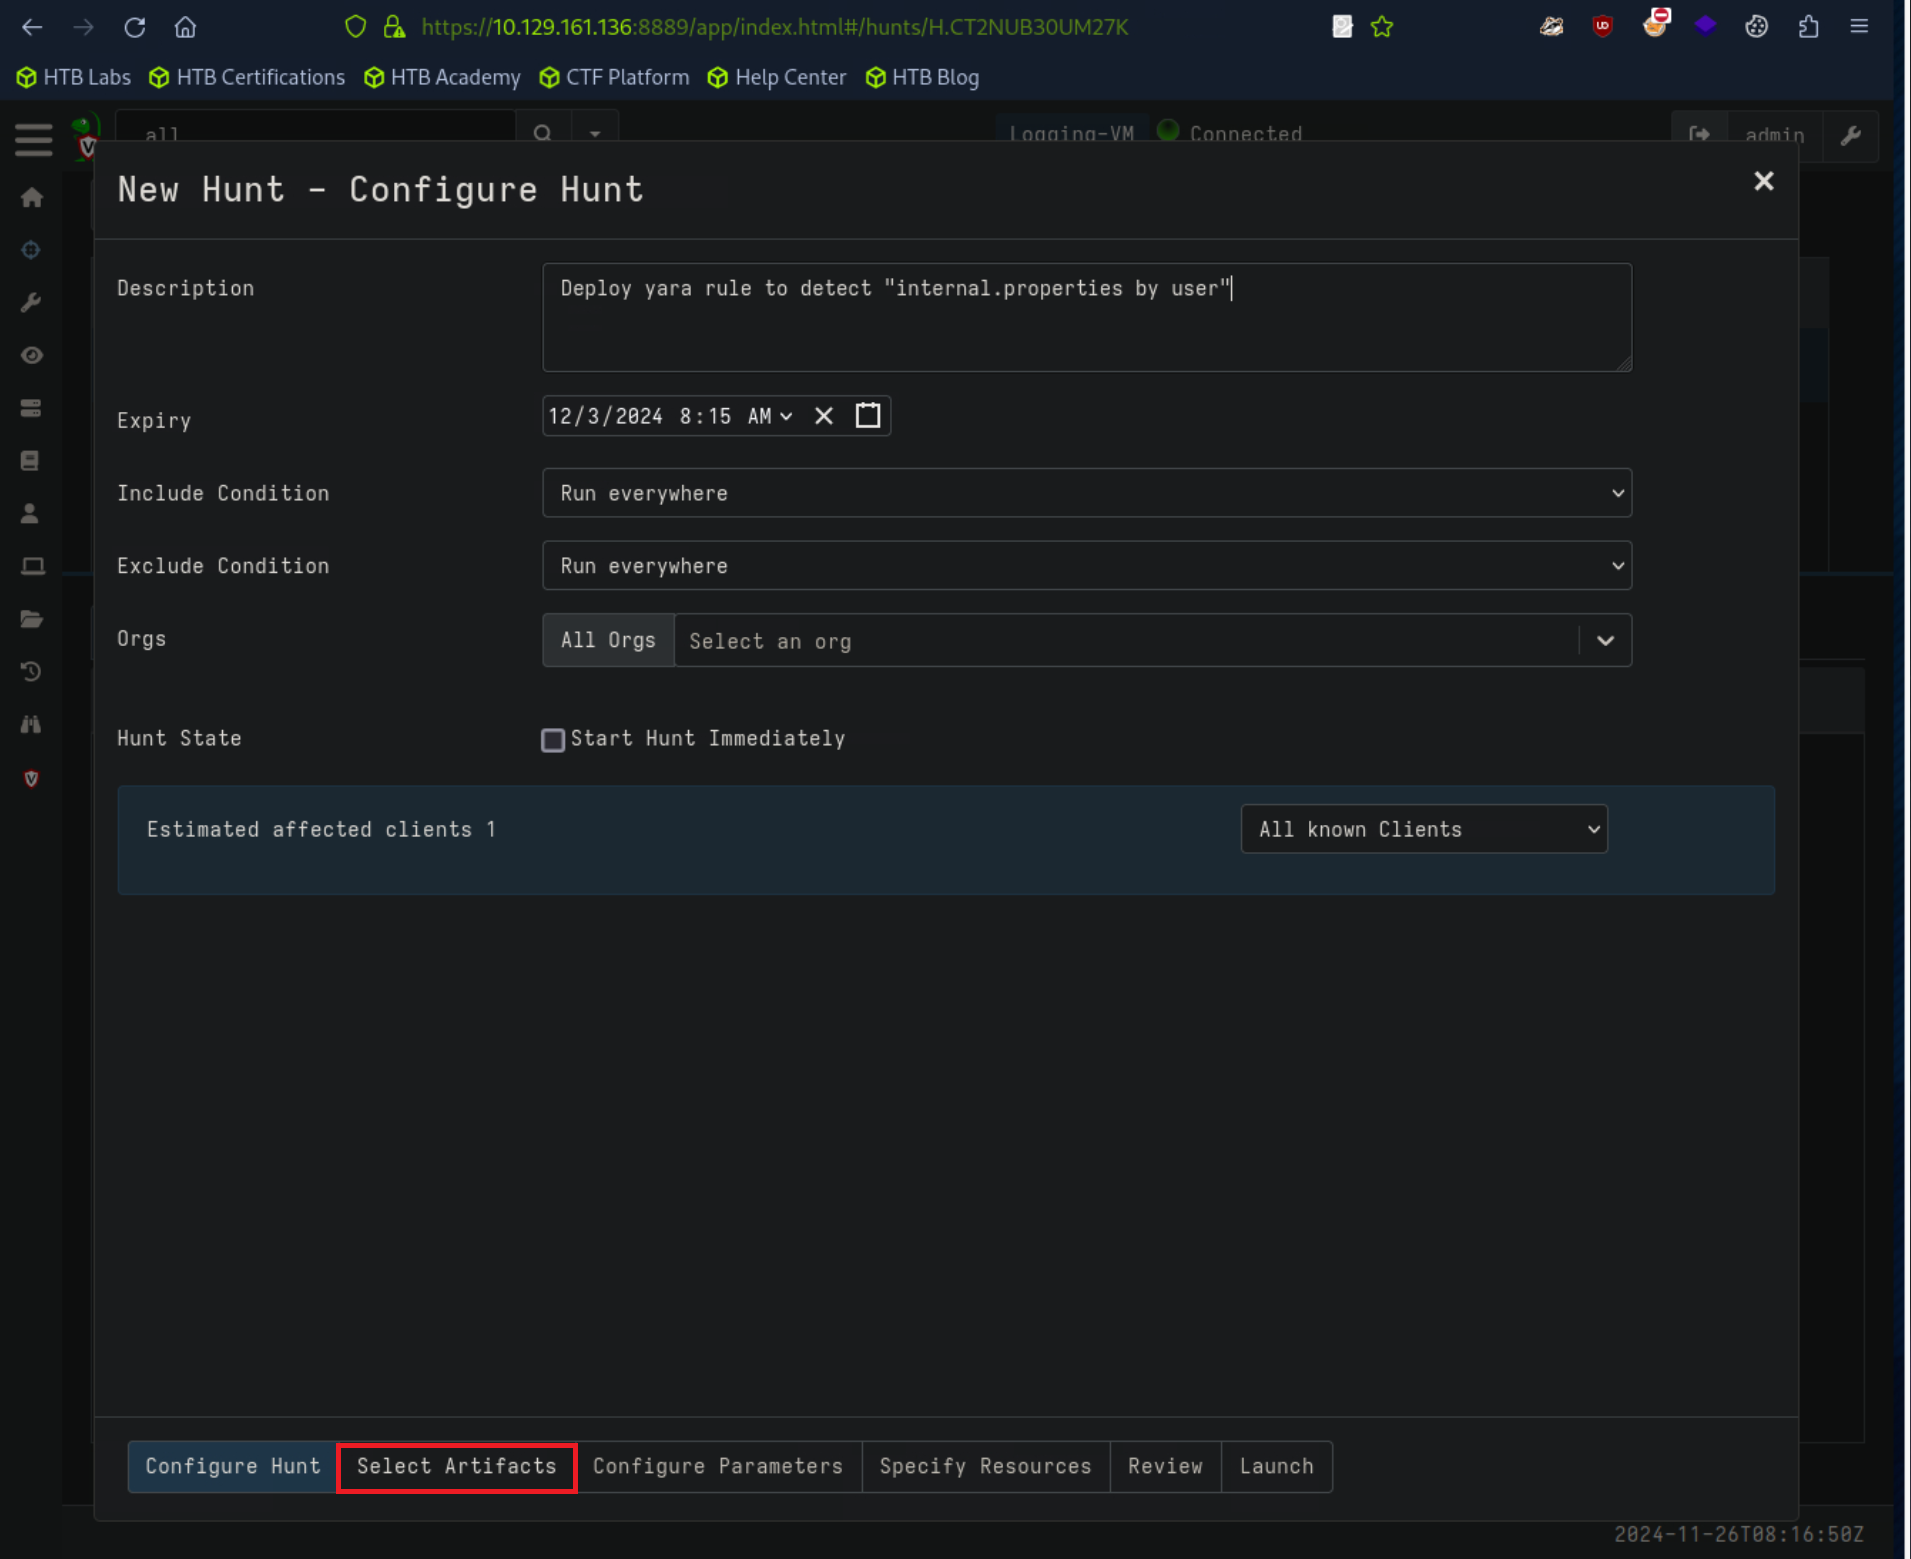 https://10.129.161.136:8889/app/index.html#/hunts/H.CT2NUB30UM27K
HTB Labs HTB Certifications HTB Academy CTF Platform Help Center HTB Blog
all Logging-VM Connected admin
New Hunt - Configure Hunt
Description Deploy yara rule to detect "internal.properties by user"
Expiry 12/3/2024 8:15 AM
Include Condition Run everywhere
Exclude Condition Run everywhere
Orgs All Orgs Select an org
Hunt State Start Hunt Immediately
Estimated affected clients 1 All known Clients
Configure Hunt Select Artifacts Configure Parameters Specify Resources Review Launch
2024-11-26T08:16:50Z